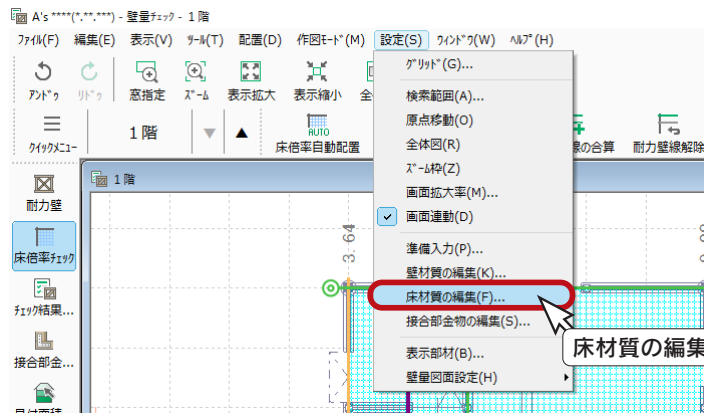 A's ****(*.**.***) - 壁量ﾁｪｯｸ - 1 階
ﾌｧｲﾙ(F) 編集(E) 表示(V) ﾂｰﾙ(T) 配置(D) 作図ﾓｰﾄﾞ(M) 設定(S) ｳｨﾝﾄﾞｳ(W) ﾍﾙﾌﾟ(H)
ｱﾝﾄﾞｩ ﾘﾄﾞｩ 窓指定 ｽﾞｰﾑ 表示拡大 表示縮小 全
ｸｲｯｸﾒﾆｭｰ 1 階 AUTO 床倍率自動配置 線の合算 耐力壁線解除
耐力壁
床倍率ﾁｪｯｸ
ﾁｪｯｸ結果...
接合部金...
1 階
3.64
ｸﾞﾘｯﾄﾞ(G)...
検索範囲(A)...
原点移動(O)
全体図(R)
ｽﾞｰﾑ枠(Z)
画面拡大率(M)...
画面連動(D)
準備入力(P)...
壁材質の編集(K)...
床材質の編集(F)...
接合部金物の編集(S)...
表示部材(B)...
壁量図面設定(H)
床材質の編集